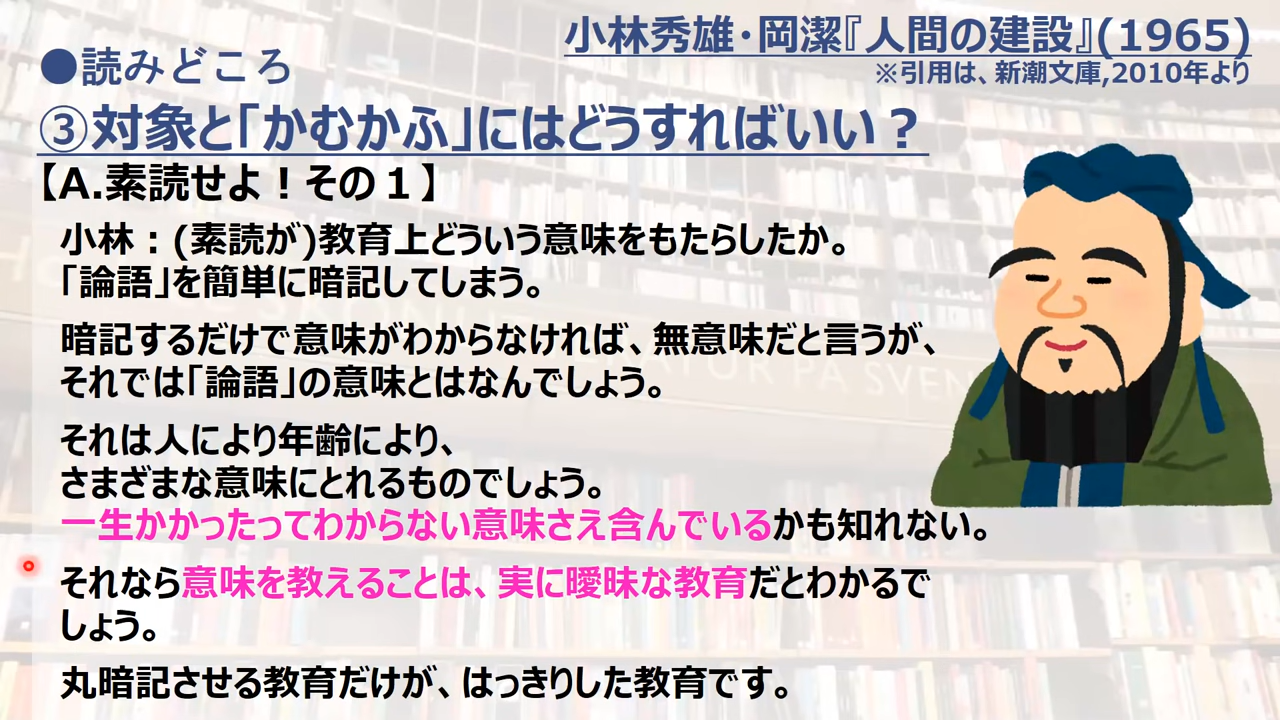 小林秀雄・岡潔『人間の建設』(1965)
※引用は、新潮文庫,2010年より
●読みどころ
③対象と｢かむかふ｣にはどうすればいい？
【A.素読せよ！その１】
小林：(素読が)教育上どういう意味をもたらしたか。
｢論語｣を簡単に暗記してしまう。
暗記するだけで意味がわからなければ、無意味だと言うが、
それでは｢論語｣の意味とはなんでしょう。
それは人により年齢により、
さまざまな意味にとれるものでしょう。
一生かかったってわからない意味さえ含んでいるかも知れない。
それなら意味を教えることは、実に曖昧な教育だとわかるで
しょう。
丸暗記させる教育だけが、はっきりした教育です。